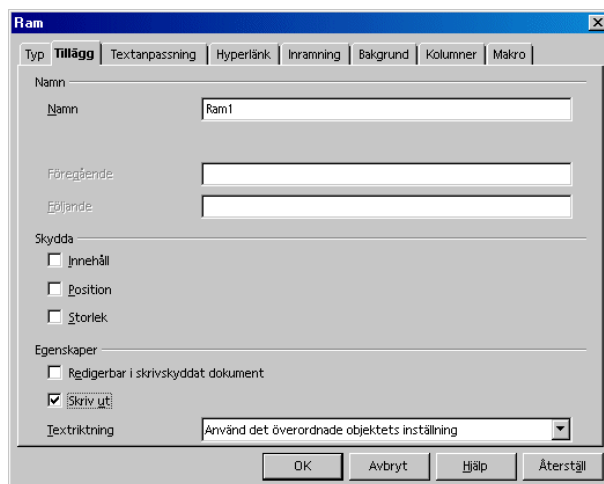 Ram
Typ Tillägg Textanpassning Hyperlänk Inramning Bakgrund Kolumner Makro
Namn
Namn Ram1
Föregående
Följande
Skydda
Innehåll
Position
Storlek
Egenskaper
Redigerbar i skrivskyddat dokument
Skriv ut
Textriktning Använd det överordnade objektets inställning
OK Avbryt Hjälp Återställ